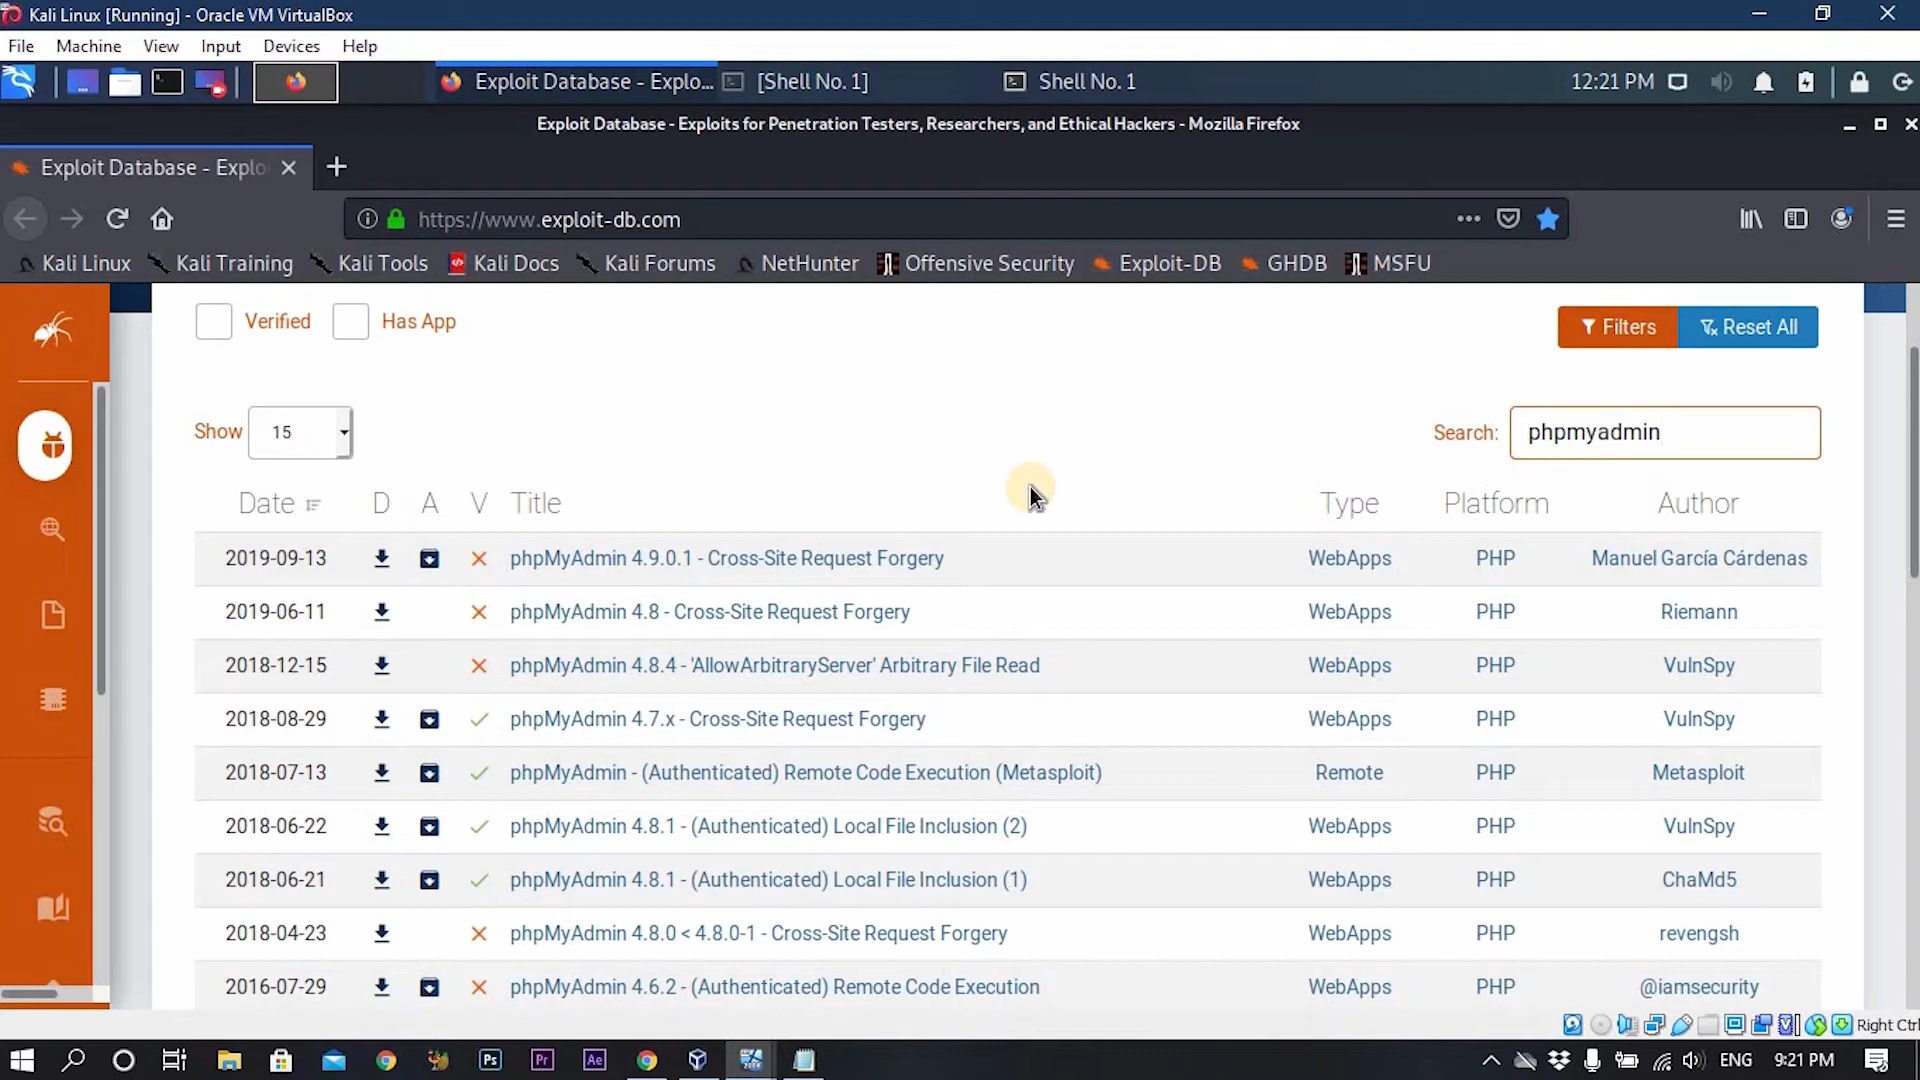 Kali Linux [Running] - Oracle VM VirtualBox
File Machine View Input Devices Help
Exploit Database - Explo... [Shell No. 1] Shell No. 1 12:21 PM
Exploit Database - Exploits for Penetration Testers, Researchers, and Ethical Hackers - Mozilla Firefox
Exploit Database - Explo
https://www.exploit-db.com
Kali Linux Kali Training Kali Tools Kali Docs Kali Forums NetHunter Offensive Security Exploit-DB GHDB MSFU
Verified Has App Filters Reset All
Show 15 Search: phpmyadmin
Date D A V Title Type Platform Author
2019-09-13 phpMyAdmin 4.9.0.1 - Cross-Site Request Forgery WebApps PHP Manuel García Cárdenas
2019-06-11 phpMyAdmin 4.8 - Cross-Site Request Forgery WebApps PHP Riemann
2018-12-15 phpMyAdmin 4.8.4 - 'AllowArbitraryServer' Arbitrary File Read WebApps PHP VulnSpy
2018-08-29 phpMyAdmin 4.7.x - Cross-Site Request Forgery WebApps PHP VulnSpy
2018-07-13 phpMyAdmin - (Authenticated) Remote Code Execution (Metasploit) Remote PHP Metasploit
2018-06-22 phpMyAdmin 4.8.1 - (Authenticated) Local File Inclusion (2) WebApps PHP VulnSpy
2018-06-21 phpMyAdmin 4.8.1 - (Authenticated) Local File Inclusion (1) WebApps PHP ChaMd5
2018-04-23 phpMyAdmin 4.8.0 < 4.8.0-1 - Cross-Site Request Forgery WebApps PHP revengsh
2016-07-29 phpMyAdmin 4.6.2 - (Authenticated) Remote Code Execution WebApps PHP @iamsecurity
Right Ctrl
Ps Pr Ae ENG 9:21 PM